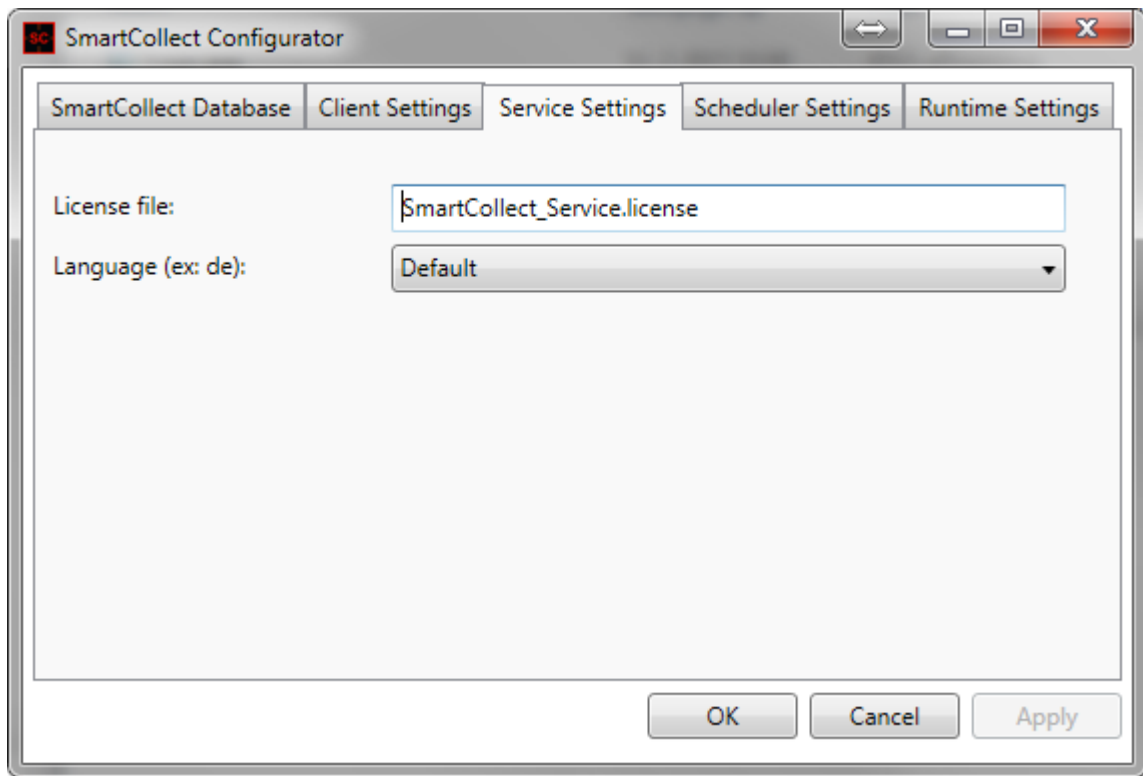 SC SmartCollect Configurator
SmartCollect Database Client Settings Service Settings Scheduler Settings Runtime Settings
License file: SmartCollect_Service.license
Language (ex: de): Default
OK Cancel Apply